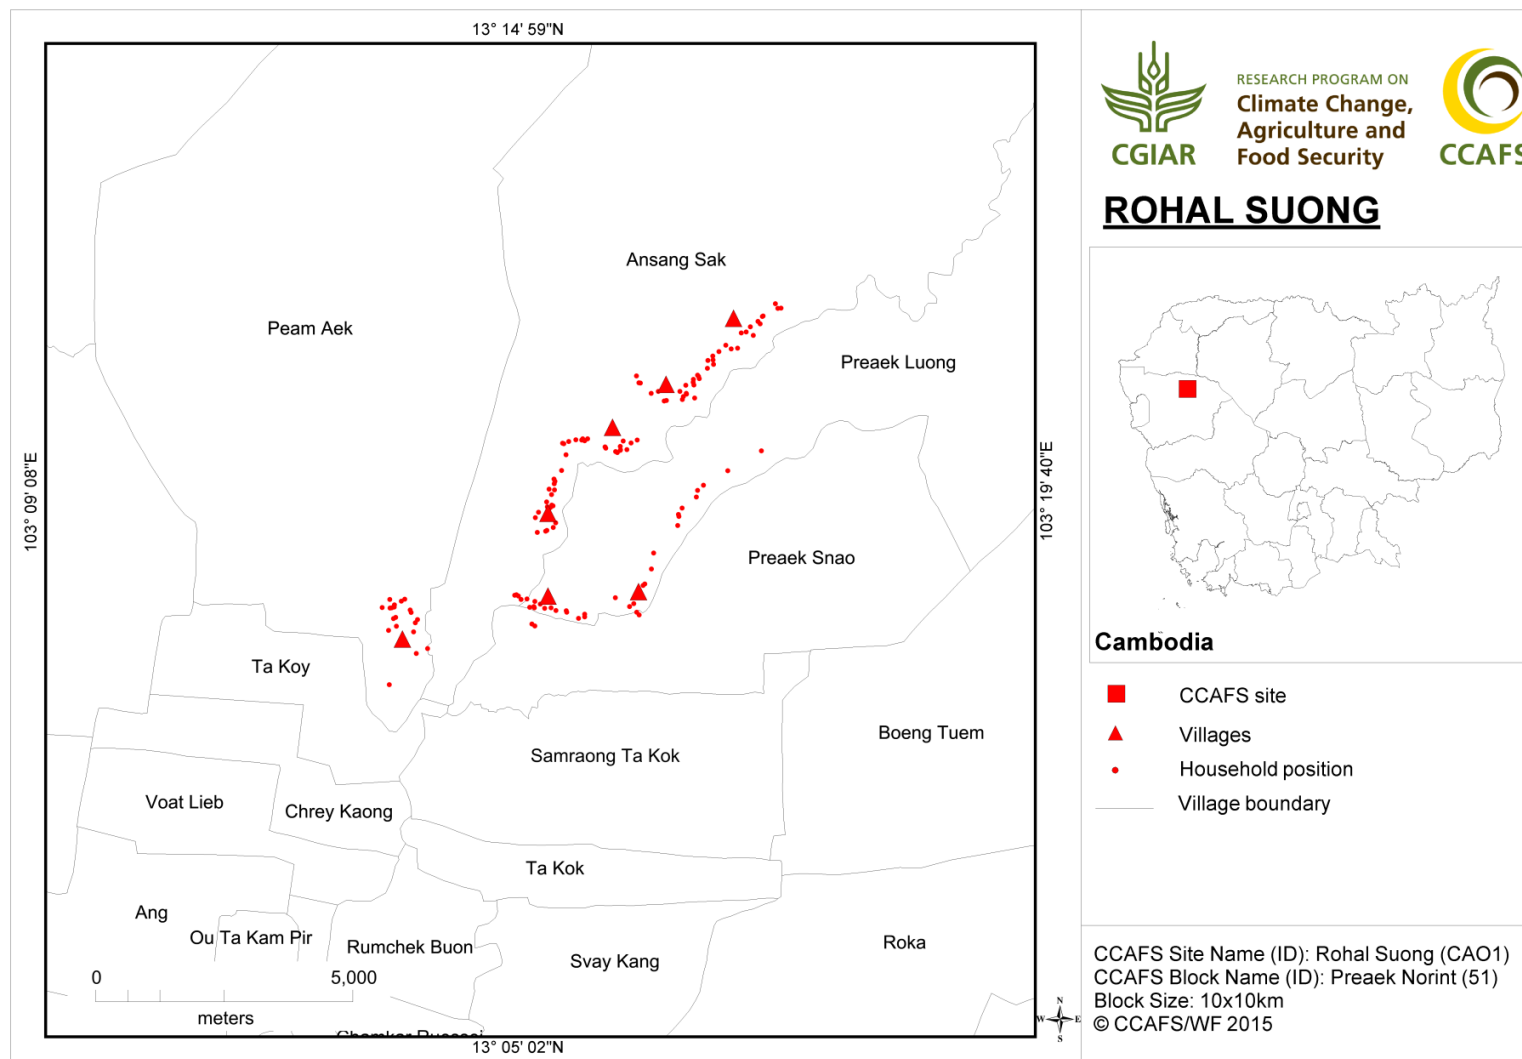 13° 14' 59"N
103° 09' 08"E
103° 19' 40"E
13° 05' 02"N
Ansang Sak
Peam Aek
Preaek Luong
Preaek Snao
Ta Koy
Boeng Tuem
Samraong Ta Kok
Voat Lieb
Chrey Kaong
Ta Kok
Ang
Ou Ta Kam Pir
Rumchek Buon
Svay Kang
Roka
0 5,000
meters
N
W E
S
CGIAR
RESEARCH PROGRAM ON
Climate Change,
Agriculture and
Food Security
CCAFS
ROHAL SUONG
Cambodia
CCAFS site
Villages
Household position
Village boundary
CCAFS Site Name (ID): Rohal Suong (CAO1)
CCAFS Block Name (ID): Preaek Norint (51)
Block Size: 10x10km
© CCAFS/WF 2015